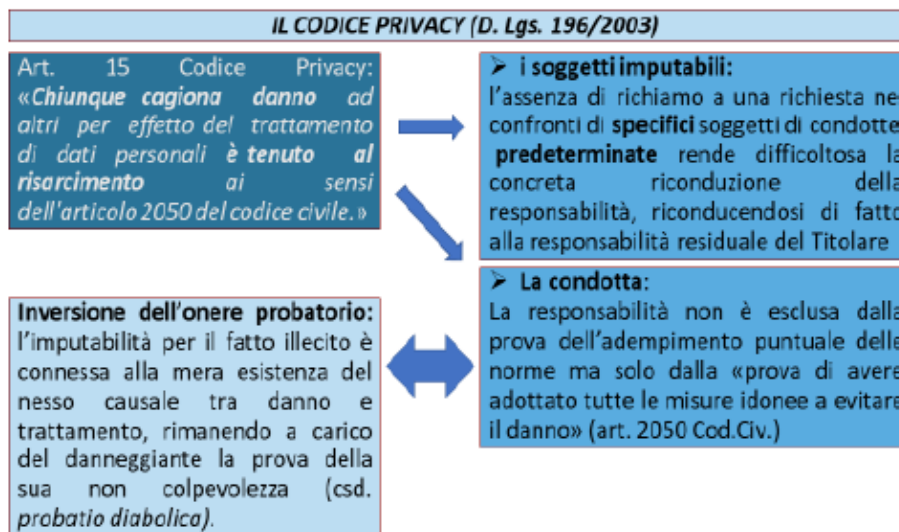 IL CODICE PRIVACY (D. Lgs. 196/2003)
Art. 15 Codice Privacy:
«Chiunque cagiona danno ad
altri per effetto del trattamento
di dati personali è tenuto al
risarcimento ai sensi
dell'articolo 2050 del codice civile.»
➤ i soggetti imputabili:
l'assenza di richiamo a una richiesta ne
confronti di specifici soggetti di condotte
predeterminate rende difficoltosa la
concreta riconduzione della
responsabilità, riconducendosi di fatto
alla responsabilità residuale del Titolare
➤ La condotta:
La responsabilità non è esclusa dalla
prova dell'adempimento puntuale delle
norme ma solo dalla «prova di avere
adottato tutte le misure idonee a evitare
il danno» (art. 2050 Cod.Civ.)
Inversione dell'onere probatorio:
l'imputabilità per il fatto illecito è
connessa alla mera esistenza del
nesso causale tra danno e
trattamento, rimanendo a carico
del danneggiante la prova della
sua non colpevolezza (csd.
probatio diabolica).